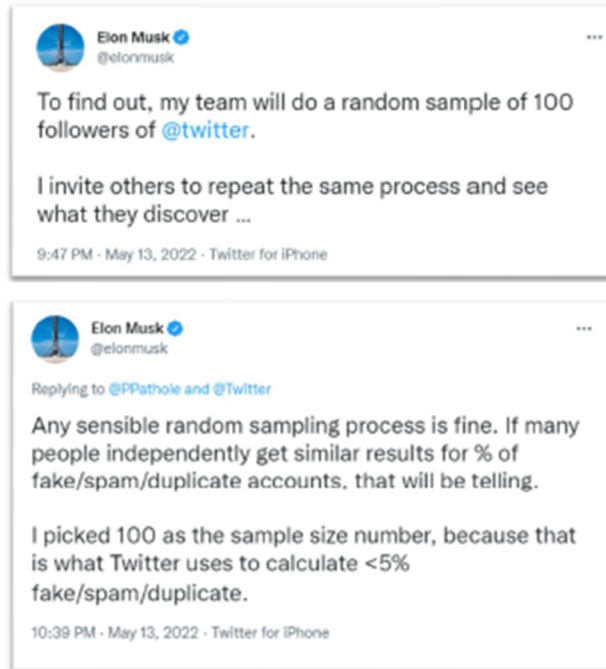 Elon Musk
@elonmusk
To find out, my team will do a random sample of 100
followers of @twitter.
I invite others to repeat the same process and see
what they discover ...
9:47 PM · May 13, 2022 · Twitter for iPhone
Elon Musk
@elonmusk
Replying to @PPathole and @Twitter
Any sensible random sampling process is fine. If many
people independently get similar results for % of
fake/spam/duplicate accounts, that will be telling.
I picked 100 as the sample size number, because that
is what Twitter uses to calculate <5%
fake/spam/duplicate.
10:39 PM · May 13, 2022 · Twitter for iPhone